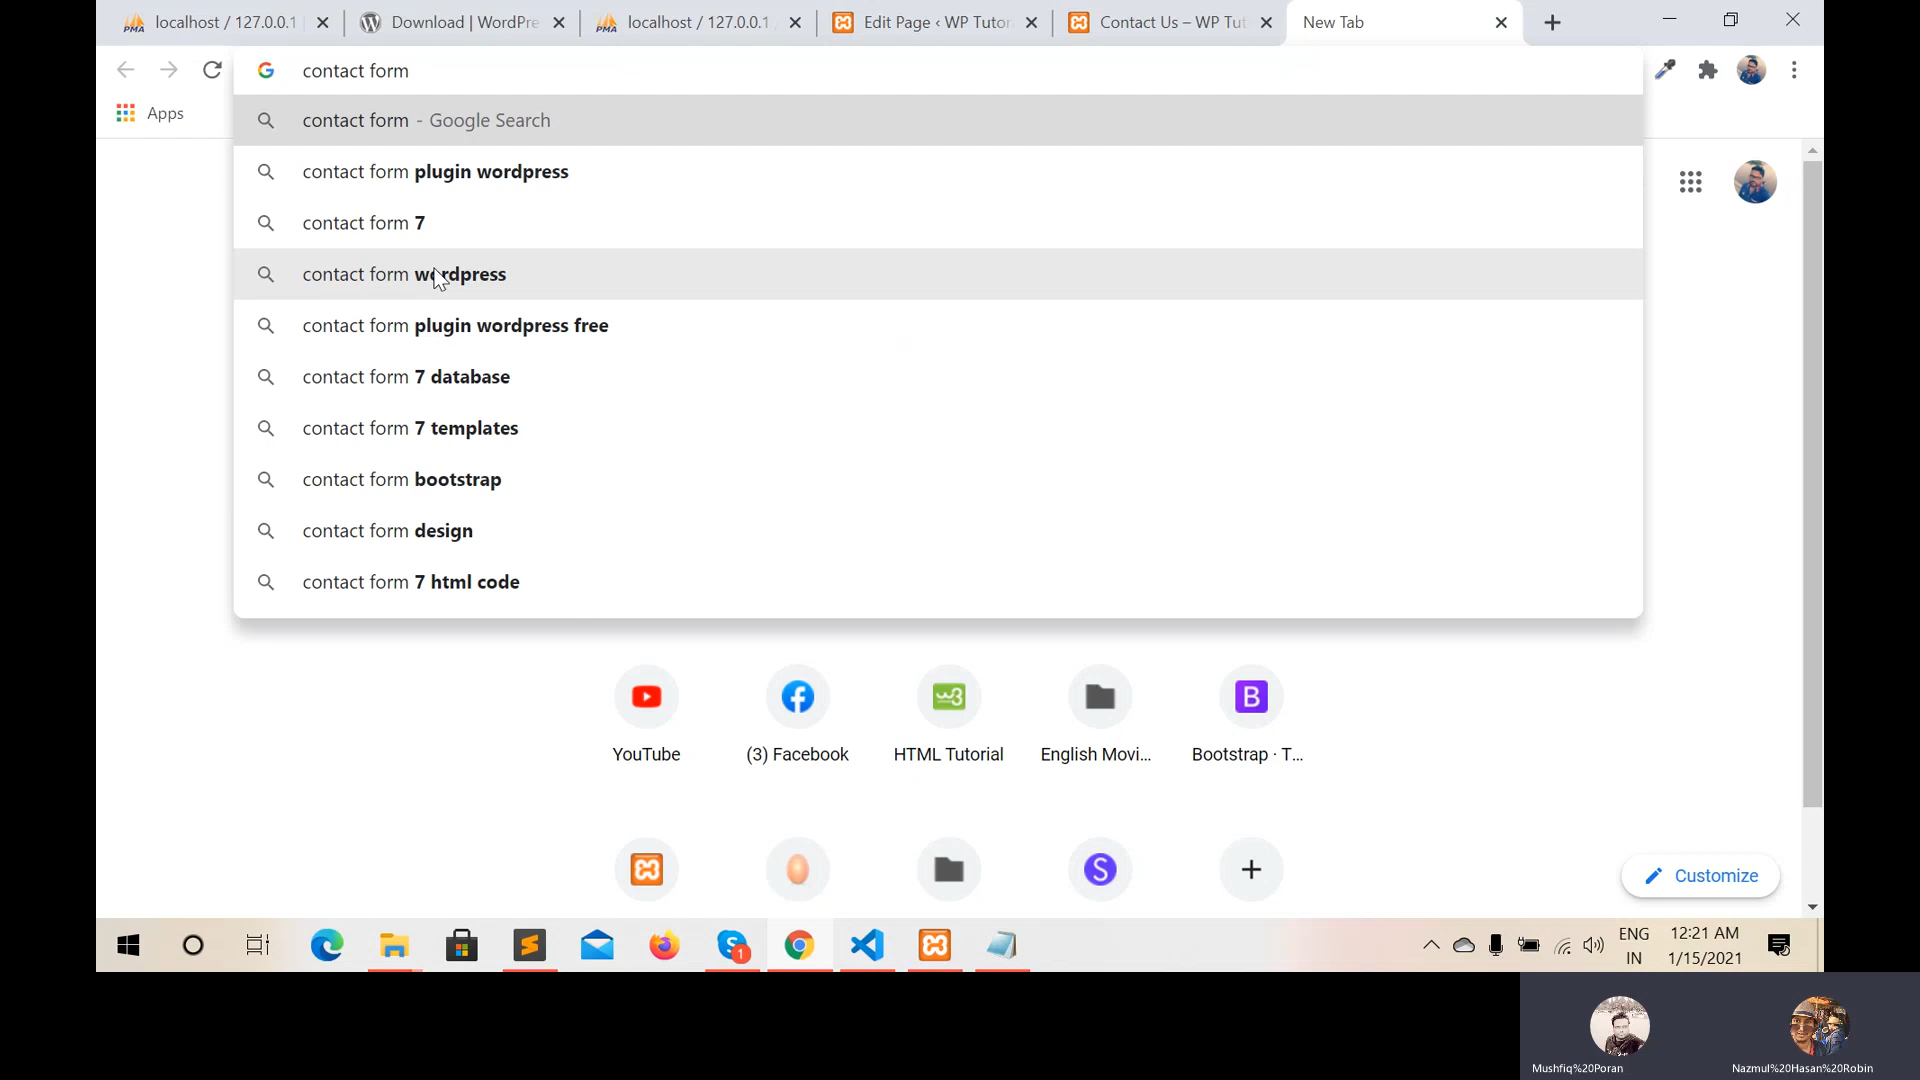 localhost / 127.0.0.1
Download | WordPre
localhost / 127.0.0.1
Edit Page ‹ WP Tutor
Contact Us – WP Tut
New Tab
contact form
Apps
contact form - Google Search
contact form plugin wordpress
contact form 7
contact form wordpress
contact form plugin wordpress free
contact form 7 database
contact form 7 templates
contact form bootstrap
contact form design
contact form 7 html code
YouTube
(3) Facebook
HTML Tutorial
English Movi...
Bootstrap · T...
Customize
ENG
IN
12:21 AM
1/15/2021
Mushfiq%20Poran
Nazmul%20Hasan%20Robin